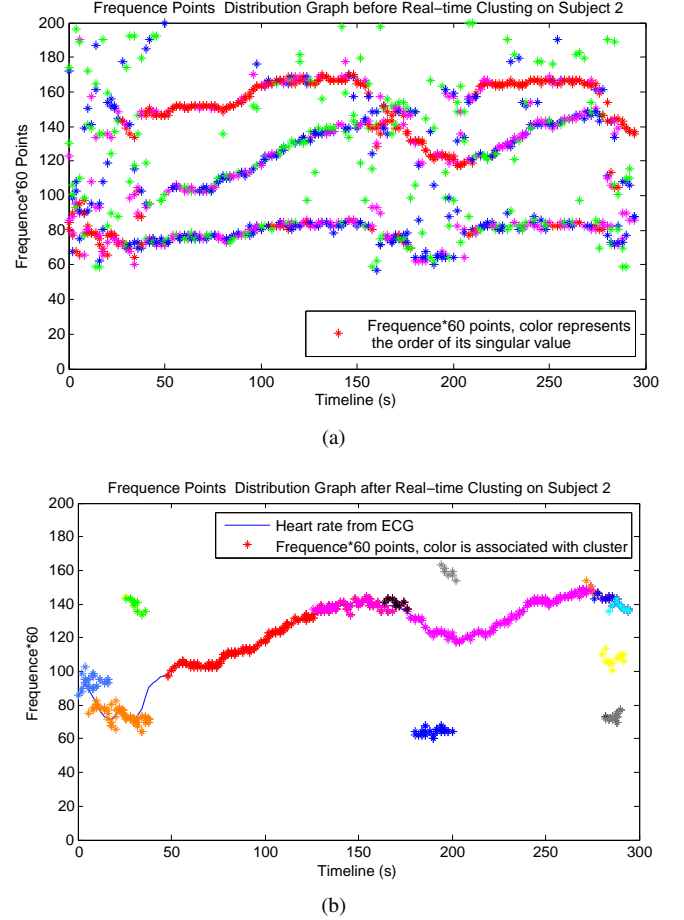 Frequence Points Distribution Graph before Real−time Clusting on Subject 2
200
180
160
140
120
100
80
60
40
20
0
Frequence*60 Points
Frequence*60 points, color represents
the order of its singular value
0 50 100 150 200 250 300
Timeline (s)
(a)
Frequence Points Distribution Graph after Real−time Clusting on Subject 2
200
180
160
140
120
100
80
60
40
20
0
Frequence*60
Heart rate from ECG
Frequence*60 points, color is associated with cluster
0 50 100 150 200 250 300
Timeline (s)
(b)